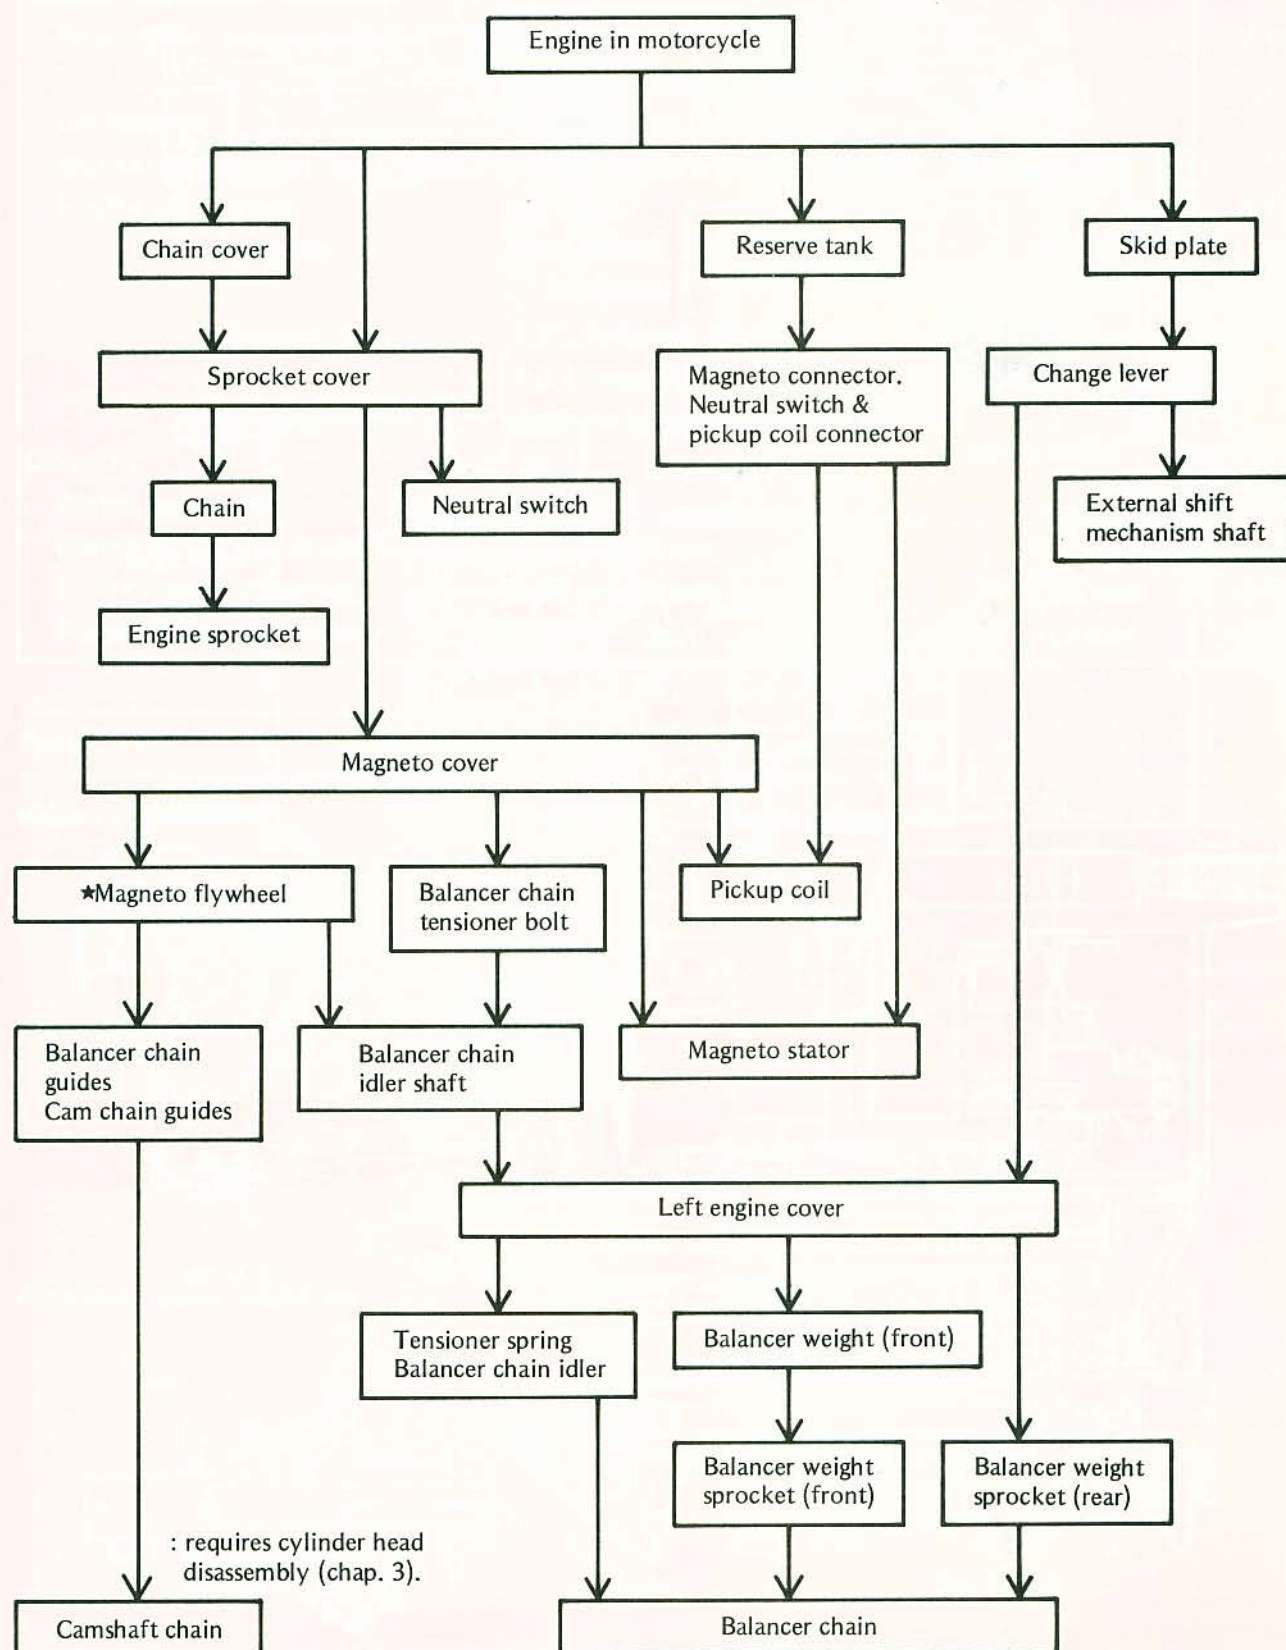 Engine in motorcycle
Chain cover
Reserve tank
Skid plate
Sprocket cover
Magneto connector.
Neutral switch &
pickup coil connector
Change lever
Chain
Neutral switch
External shift
mechanism shaft
Engine sprocket
Magneto cover
★Magneto flywheel
Balancer chain
tensioner bolt
Pickup coil
Balancer chain
guides
Cam chain guides
Balancer chain
idler shaft
Magneto stator
Left engine cover
Tensioner spring
Balancer chain idler
Balancer weight (front)
Balancer weight
sprocket (front)
Balancer weight
sprocket (rear)
: requires cylinder head
disassembly (chap. 3).
Camshaft chain
Balancer chain